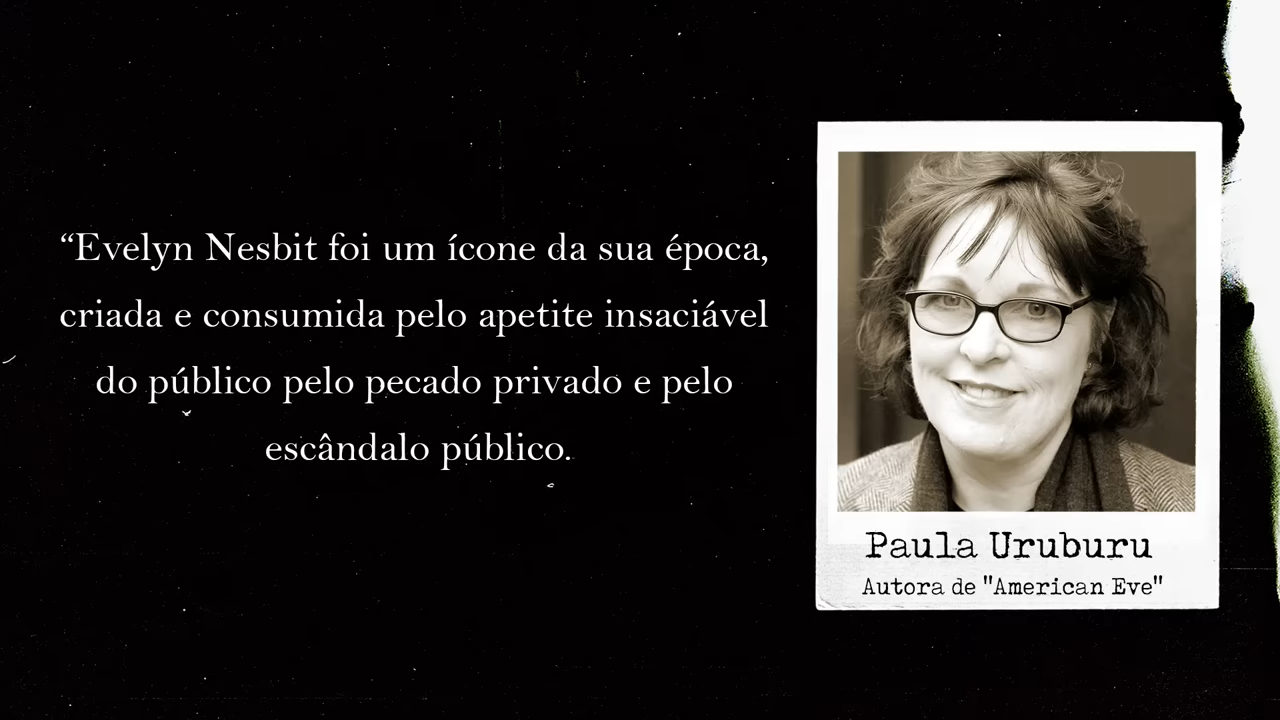 “Evelyn Nesbit foi um ícone da sua época,
criada e consumida pelo apetite insaciável
do público pelo pecado privado e pelo
escândalo público.
Paula Uruburu
Autora de "American Eve"